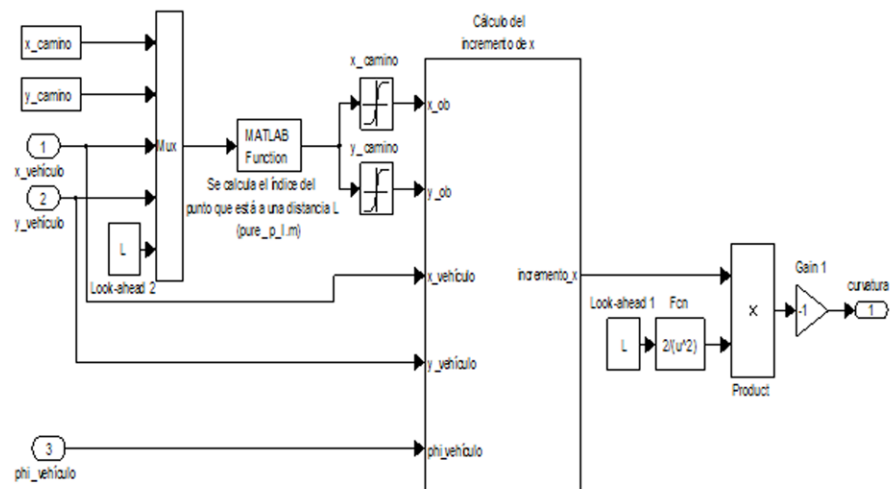 x_camino
y_camino
1
x_vehículo
2
y_vehículo
L
Look-ahead 2
Mux
MATLAB
Function
Se calcula el índice del
punto que está a una distancia L
(pure_p_l.m)
x_camino
y_camino
Cálculo del
incremento de x
x_ob
y_ob
x_vehículo
y_vehículo
phi_vehículo
incremento_x
3
phi_vehículo
Look-ahead 1
L
Fcn
2/(u^2)
X
Product
Gain 1
-1
curvatura
1